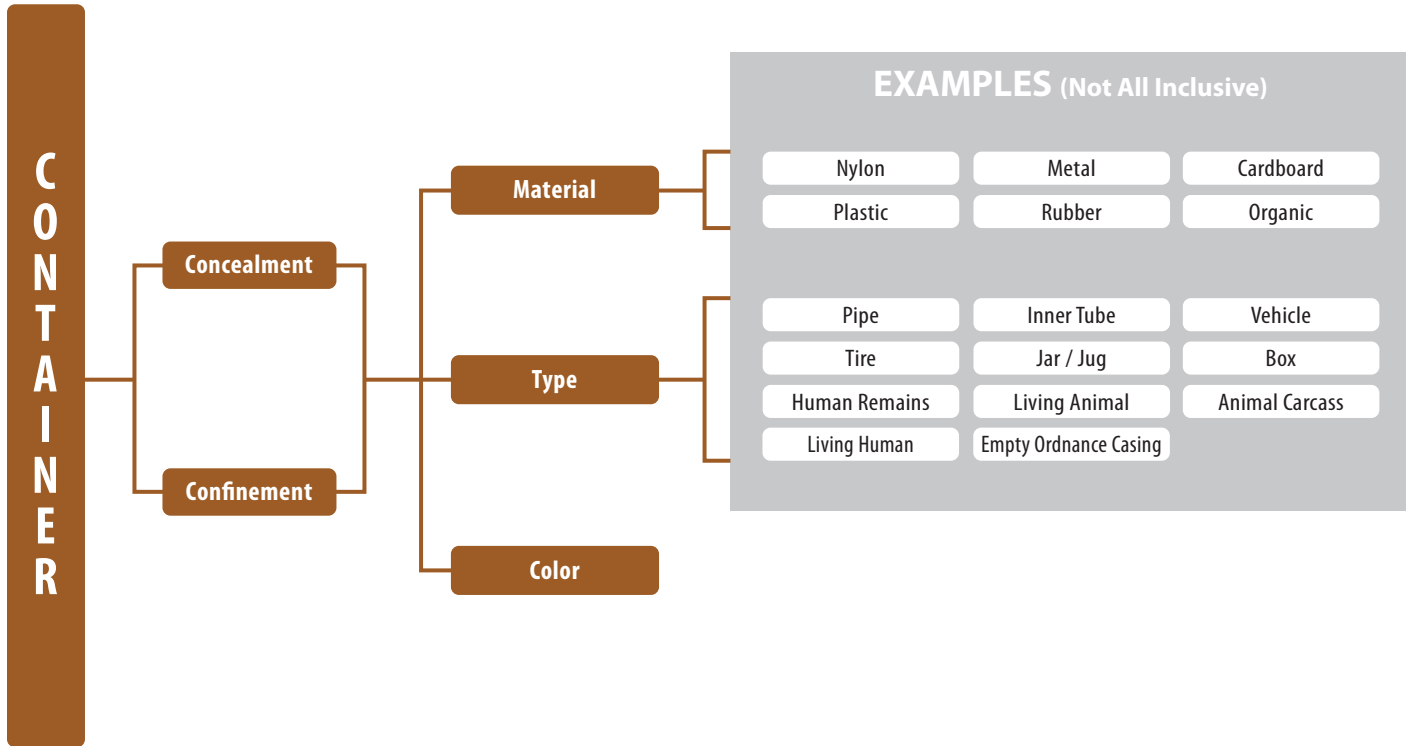 CONTAINER
Concealment
Confinement
Material
Type
Color
EXAMPLES (Not All Inclusive)
Nylon Metal Cardboard
Plastic Rubber Organic
Pipe Inner Tube Vehicle
Tire Jar / Jug Box
Human Remains Living Animal Animal Carcass
Living Human Empty Ordnance Casing